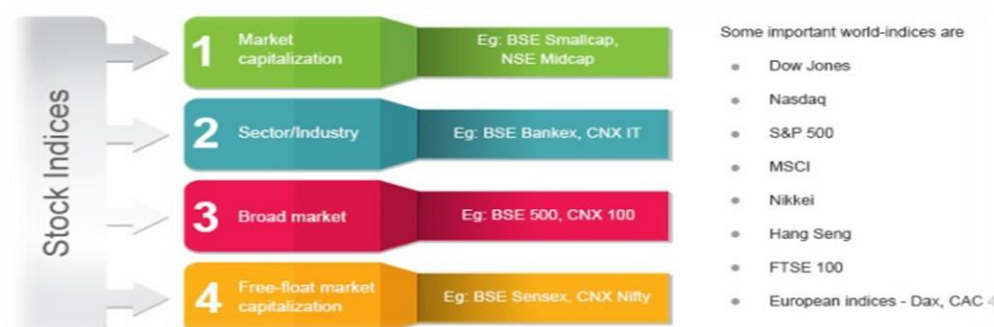 Stock Indices
1
Market
capitalization
Eg: BSE Smallcap,
NSE Midcap
2
Sector/Industry
Eg: BSE Bankex, CNX IT
3
Broad market
Eg: BSE 500, CNX 100
4
Free-float market
capitalization
Eg: BSE Sensex, CNX Nifty
Some important world-indices are
Dow Jones
Nasdaq
S&P 500
MSCI
Nikkei
Hang Seng
FTSE 100
European indices - Dax, CAC 4